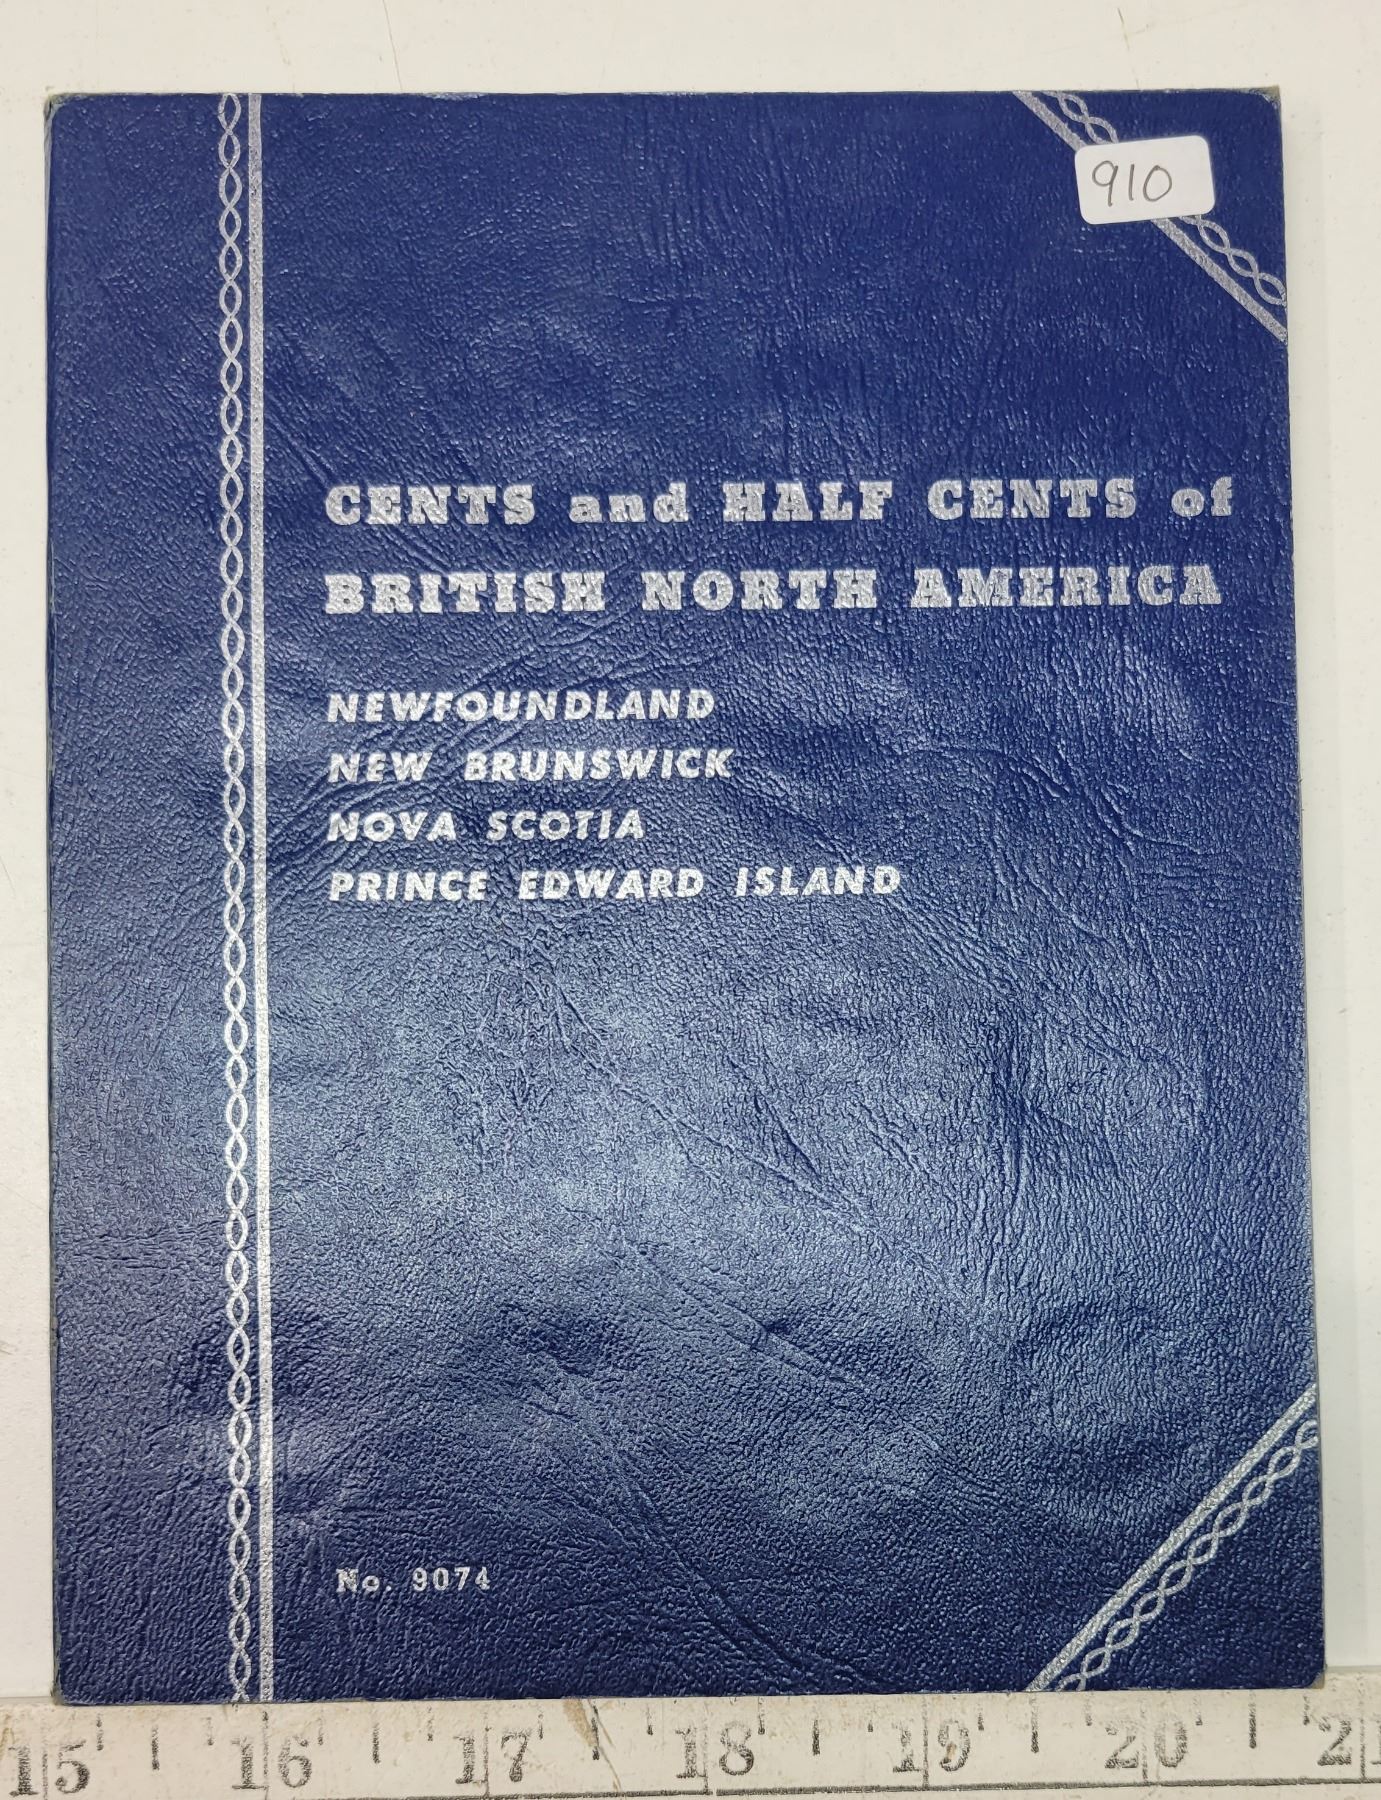 910
CENTS and HALF CENTS of
BRITISH NORTH AMERICA
NEWFOUNDLAND
NEW BRUNSWICK
NOVA SCOTIA
PRINCE EDWARD ISLAND
No. 9074
15 16 17 18 19 20 21